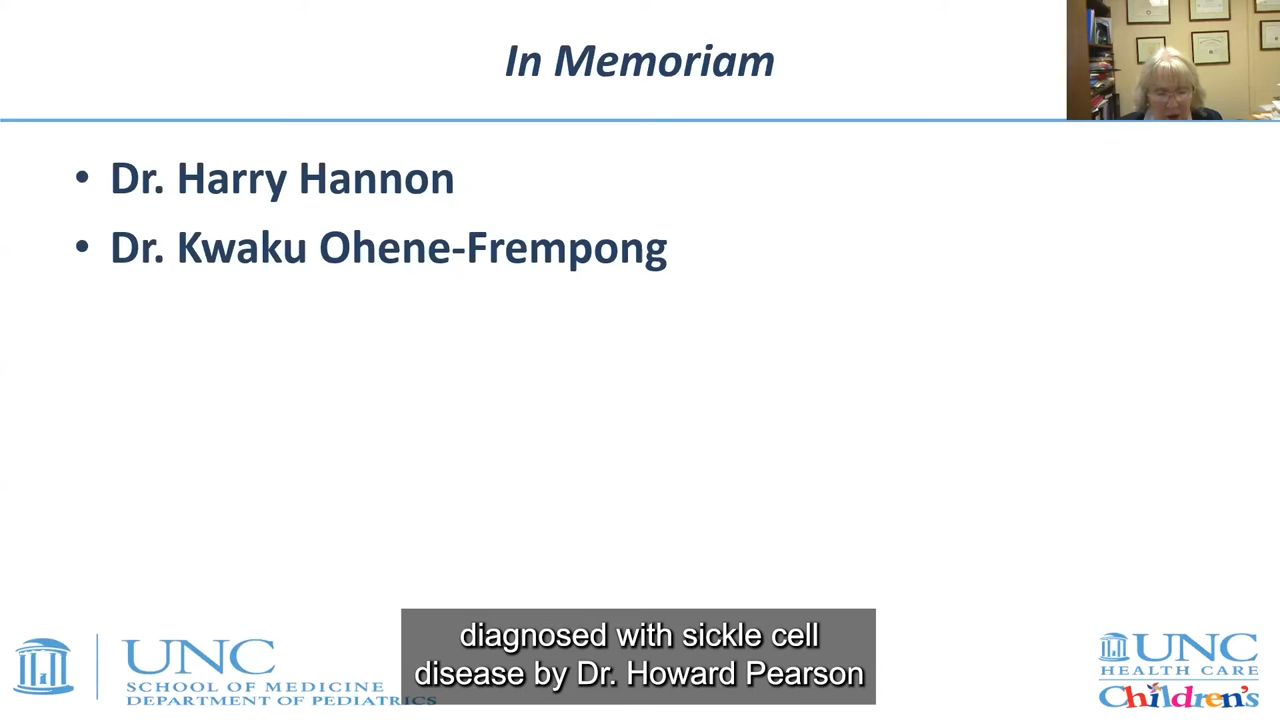 In Memoriam
• Dr. Harry Hannon
• Dr. Kwaku Ohene-Frempong
diagnosed with sickle cell
disease by Dr. Howard Pearson
UNC
SCHOOL OF MEDICINE
DEPARTMENT OF PEDIATRICS
UNC
HEALTH CARE
Children's